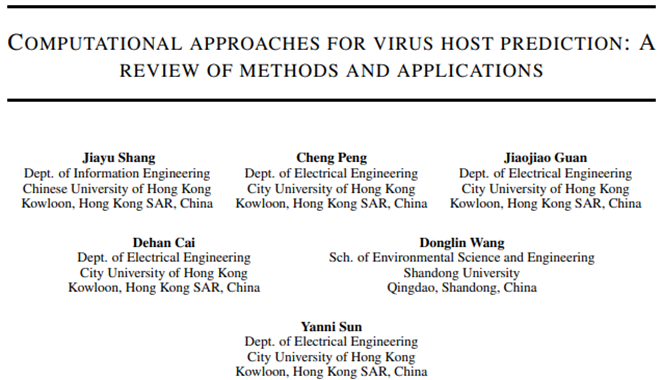 COMPUTATIONAL APPROACHES FOR VIRUS HOST PREDICTION: A
REVIEW OF METHODS AND APPLICATIONS
Jiayu Shang
Dept. of Information Engineering
Chinese University of Hong Kong
Kowloon, Hong Kong SAR, China
Cheng Peng
Dept. of Electrical Engineering
City University of Hong Kong
Kowloon, Hong Kong SAR, China
Jiaojiao Guan
Dept. of Electrical Engineering
City University of Hong Kong
Kowloon, Hong Kong SAR, China
Dehan Cai
Dept. of Electrical Engineering
City University of Hong Kong
Kowloon, Hong Kong SAR, China
Donglin Wang
Sch. of Environmental Science and Engineering
Shandong University
Qingdao, Shandong, China
Yanni Sun
Dept. of Electrical Engineering
City University of Hong Kong
Kowloon, Hong Kong SAR, China